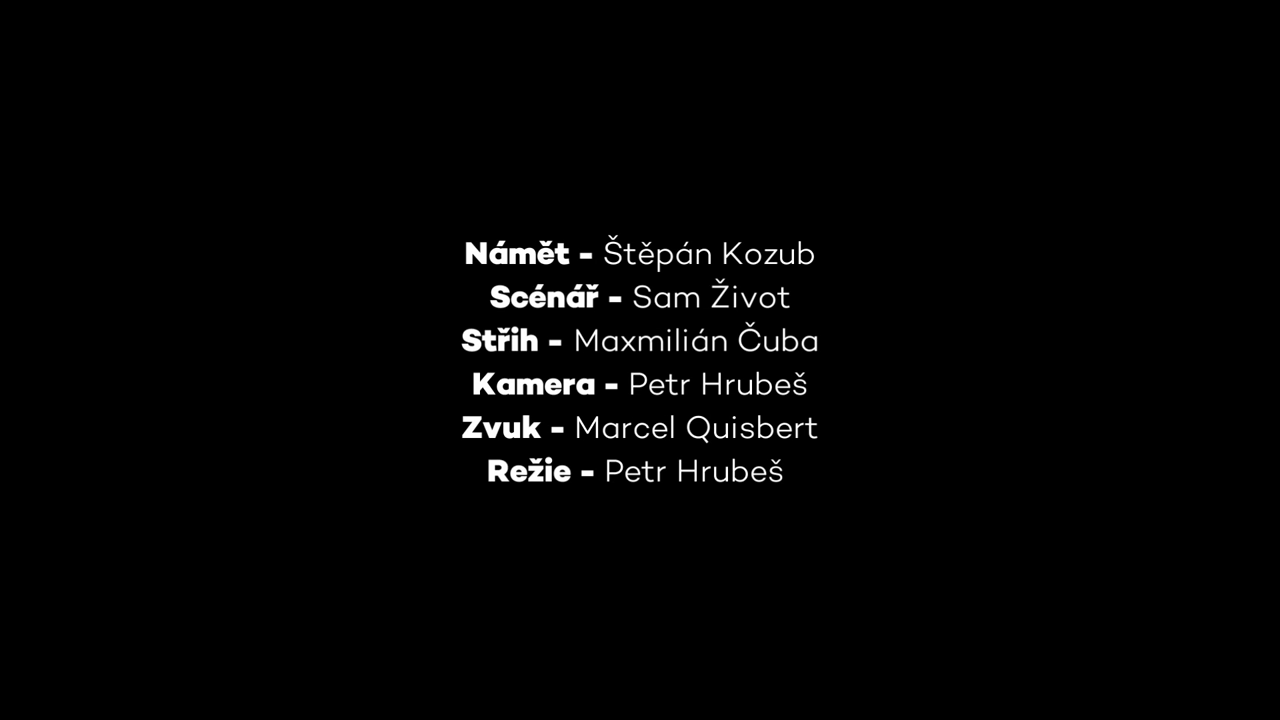 Námět - Štěpán Kozub
Scénář - Sam Život
Střih - Maxmilián Čuba
Kamera - Petr Hrubeš
Zvuk - Marcel Quisbert
Režie - Petr Hrubeš